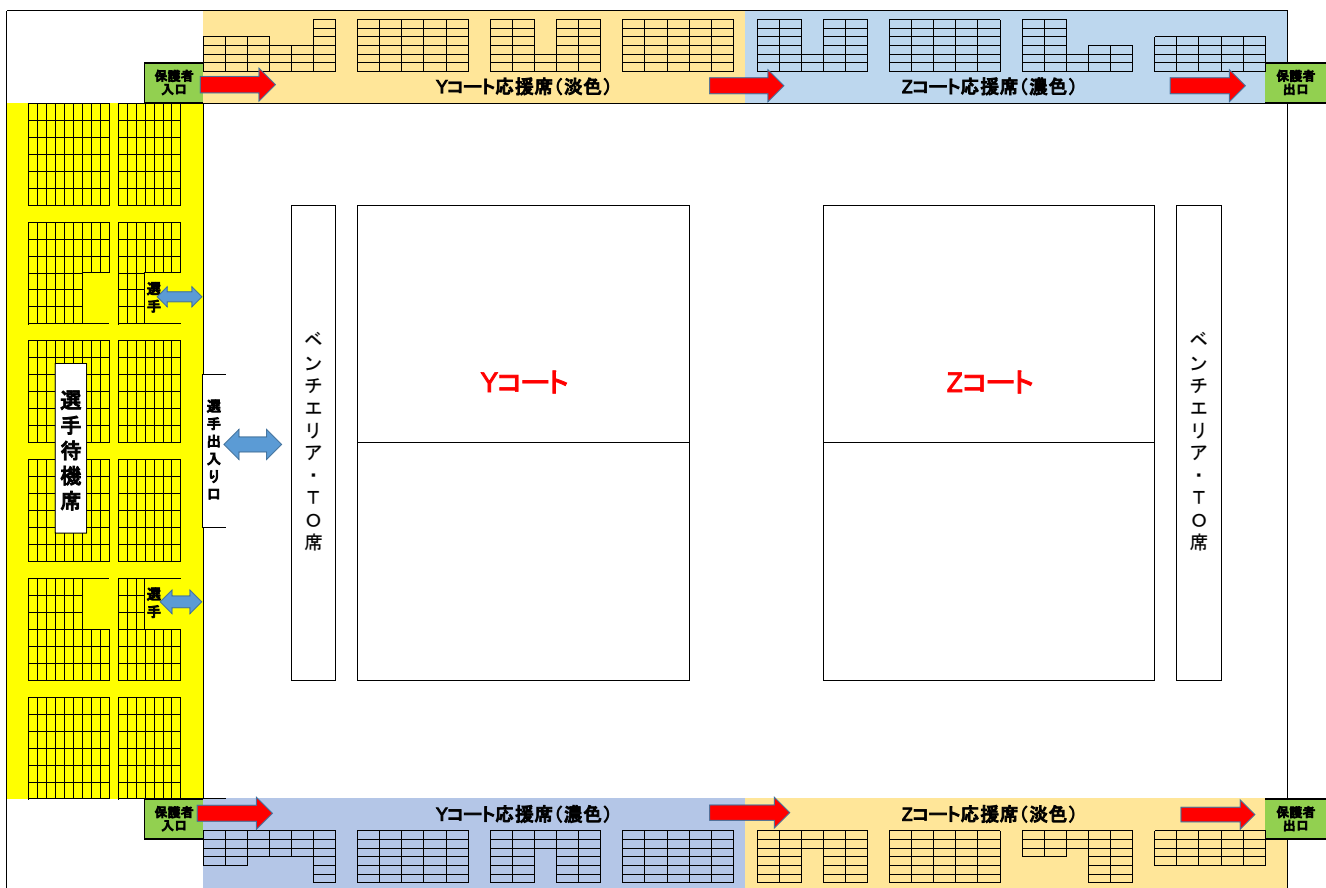 保護者
入口
Yコート応援席(淡色)
Zコート応援席(濃色)
保護者
出口
選手
選手待機席
選手出入り口
ベンチエリア・TO席
Yコート
Zコート
ベンチエリア・TO席
選手
保護者
入口
Yコート応援席(濃色)
Zコート応援席(淡色)
保護者
出口